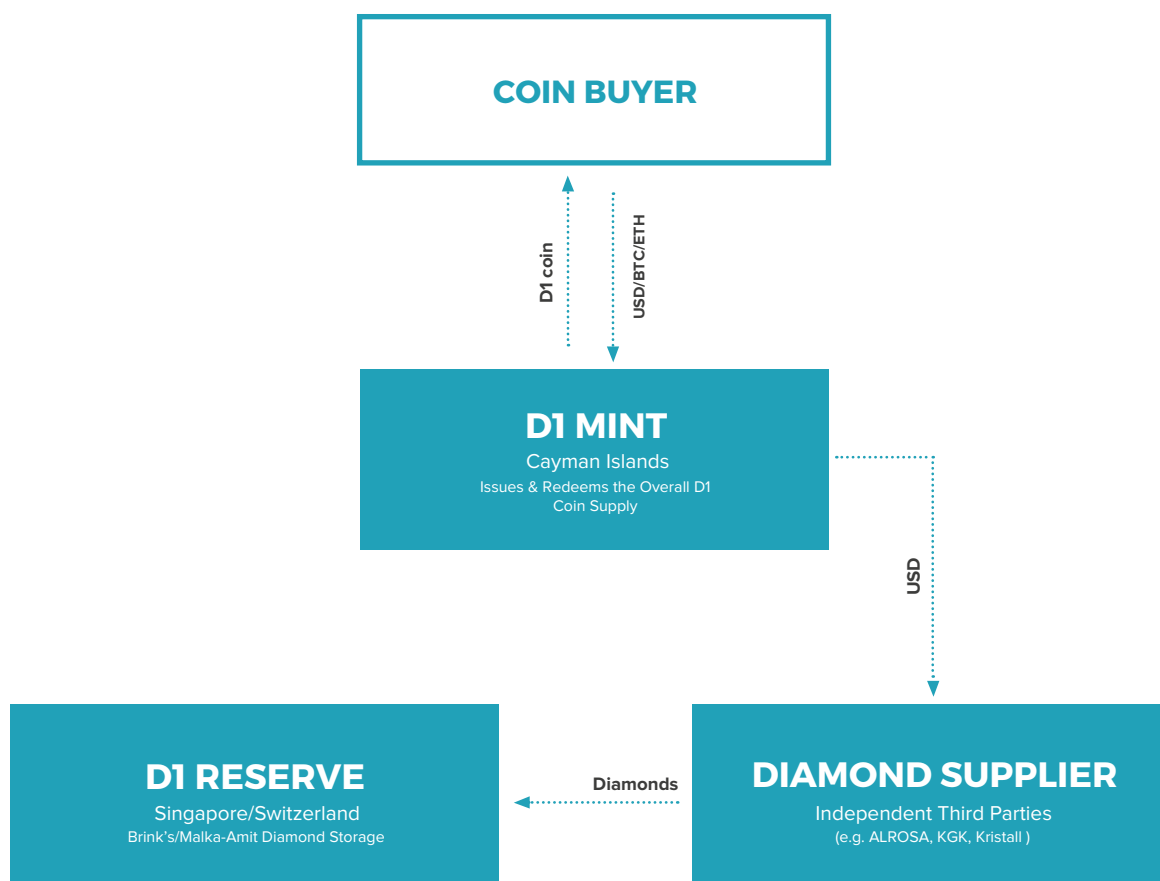 COIN BUYER
D1 coin
USD/BTC/ETH
D1 MINT
Cayman Islands
Issues & Redeems the Overall D1
Coin Supply
USD
D1 RESERVE
Singapore/Switzerland
Brink's/Malka-Amit Diamond Storage
Diamonds
DIAMOND SUPPLIER
Independent Third Parties
(e.g. ALROSA, KGK, Kristall )